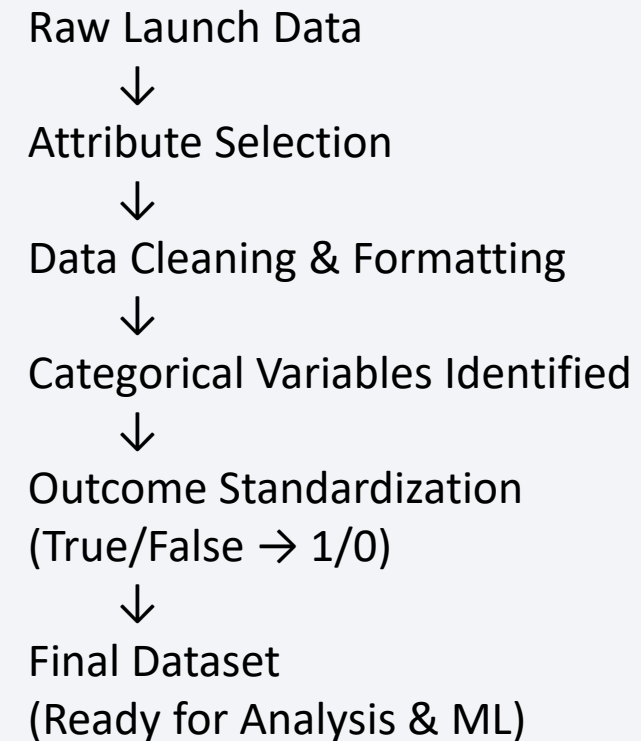 Raw Launch Data
↓
Attribute Selection
↓
Data Cleaning & Formatting
↓
Categorical Variables Identified
↓
Outcome Standardization
(True/False → 1/0)
↓
Final Dataset
(Ready for Analysis & ML)